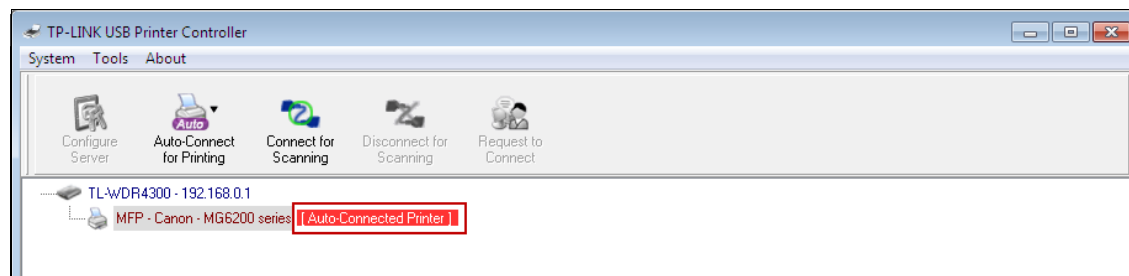 TP-LINK USB Printer Controller
System Tools About
Configure Server
Auto
Auto-Connect for Printing
Connect for Scanning
Disconnect for Scanning
Request to Connect
TL-WDR4300 - 192.168.0.1
MFP - Canon - MG6200 series [ Auto-Connected Printer ]